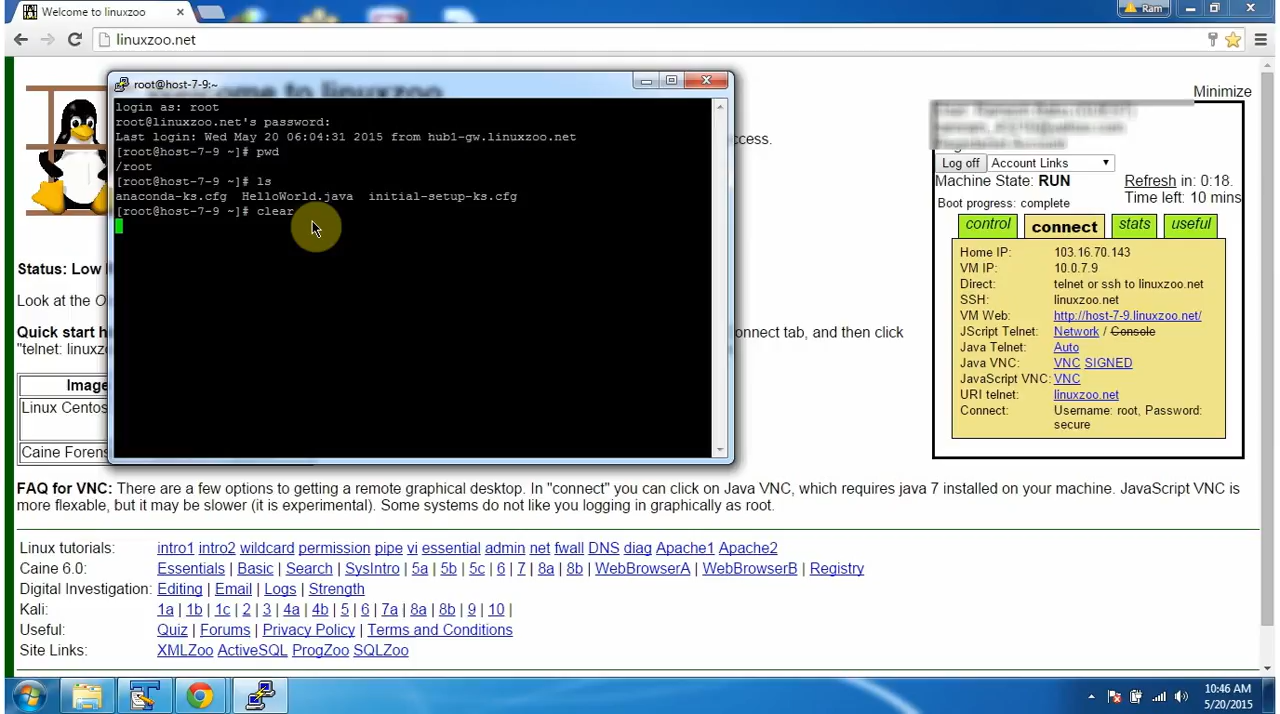 Welcome to linuxzoo
Ram
linuxzoo.net
Minimize
root@host-7-9:~
login as: root
root@linuxzoo.net's password:
Last login: Wed May 20 06:04:31 2015 from hub1-gw.linuxzoo.net
[root@host-7-9 ~]# pwd
/root
[root@host-7-9 ~]# ls
anaconda-ks.cfg HelloWorld.java initial-setup-ks.cfg
[root@host-7-9 ~]# clear
Log off Account Links
Machine State: RUN Refresh in: 0:18.
Time left: 10 mins
Boot progress: complete
control connect stats useful
Home IP: 103.16.70.143
VM IP: 10.0.7.9
Direct: telnet or ssh to linuxzoo.net
SSH: linuxzoo.net
VM Web: http://host-7-9.linuxzoo.net/
JScript Telnet: Network / Console
Java Telnet: Auto
Java VNC: VNC SIGNED
JavaScript VNC: VNC
URI telnet: linuxzoo.net
Connect: Username: root, Password:
secure
Status: Low
Look at the
Quick start onnect tab, and then click
"telnet:
Image
Linux Centos
Caine Forens
FAQ for VNC: There are a few options to getting a remote graphical desktop. In "connect" you can click on Java VNC, which requires java 7 installed on your machine. JavaScript VNC is
more flexible, but it may be slower (it is experimental). Some systems do not like you logging in graphically as root.
Linux tutorials: intro1 intro2 wildcard permission pipe vi essential admin net fwall DNS diag Apache1 Apache2
Caine 6.0: Essentials | Basic | Search | SysIntro | 5a | 5b | 5c | 6 | 7 | 8a | 8b | WebBrowserA | WebBrowserB | Registry
Digital Investigation: Editing | Email | Logs | Strength
Kali: 1a | 1b | 1c | 2 | 3 | 4a | 4b | 5 | 6 | 7a | 8a | 8b | 9 | 10 |
Useful: Quiz | Forums | Privacy Policy | Terms and Conditions
Site Links: XMLZoo ActiveSQL ProgZoo SQLZoo
10:46 AM
5/20/2015